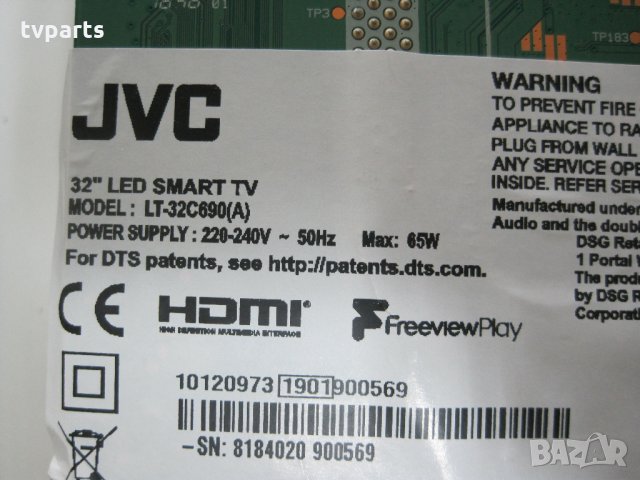 tvparts
01
TP3
TP183
JVC
32" LED SMART TV
MODEL : LT-32C690(A)
POWER SUPPLY : 220-240V ~ 50Hz Max: 65W
For DTS patents, see http://patents.dts.com.
CE HDMI
HIGH DEFINITION MULTIMEDIA INTERFACE
FreeviewPlay
10120973 1901 900569
-SN: 8184020 900569
WARNING
TO PREVENT FIRE
APPLIANCE TO RA
PLUG FROM WALL
ANY SERVICE OPE
INSIDE. REFER SER
Manufactured under
Audio and the doubl
DSG Reta
1 Portal W
The produ
by DSG R
Corporati
BAZAR